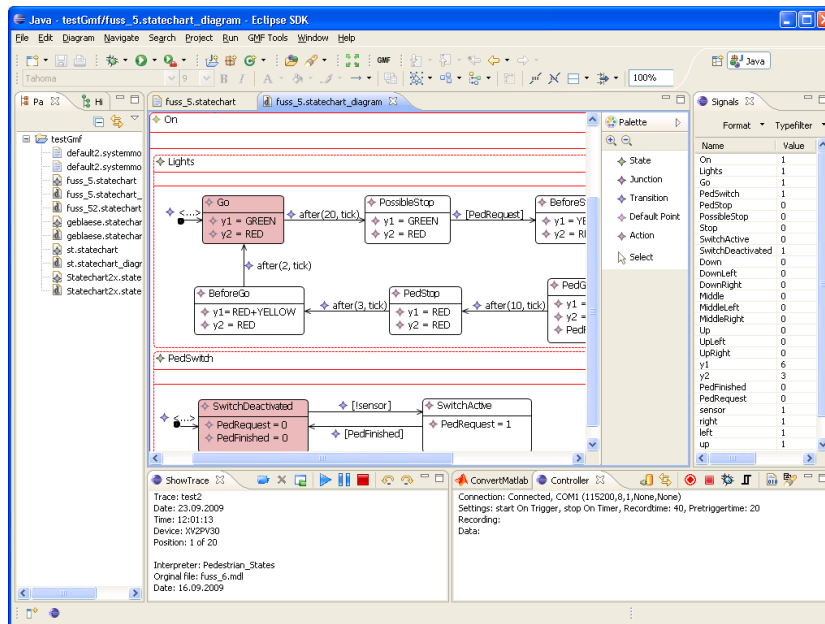 Java - testGmf/fuss_5.statechart_diagram - Eclipse SDK
File Edit Diagram Navigate Search Project Run GMF Tools Window Help
GMF
Java
Tahoma 9 B I A 100%
Pa
Hi
testGmf
default2.systemmo
default2.systemmo
fuss_5.statechart
fuss_5.statechart_
fuss_52.statechart
geblaese.statechar
geblaese.statechar
st.statechart
st.statechart_diagr
Statechart2x.state
Statechart2x.state
fuss_5.statechart
fuss_5.statechart_diagram
On
Lights
<...>
Go
y1 = GREEN
y2 = RED
after(20, tick)
PossibleStop
y1 = GREEN
y2 = RED
[PedRequest]
BeforeS
y1 = YE
y2 = RE
after(2, tick)
BeforeGo
y1= RED+YELLOW
y2 = RED
after(3, tick)
PedStop
y1 = RED
y2 = RED
after(10, tick)
PedG
y1 =
y2 =
PedF
PedSwitch
<...>
SwitchDeactivated
PedRequest = 0
PedFinished = 0
[!sensor]
[PedFinished]
SwitchActive
PedRequest = 1
Palette
State
Junction
Transition
Default Point
Action
Select
Signals
Format Typefilter
Name Value
On 1
Lights 1
Go 1
PedSwitch 1
PedStop 0
PossibleStop 0
Stop 0
SwitchActive 0
SwitchDeactivated 1
Down 0
DownLeft 0
DownRight 0
Middle 0
MiddleLeft 0
MiddleRight 0
Up 0
UpLeft 0
UpRight 0
y1 6
y2 3
PedFinished 0
PedRequest 0
sensor 1
right 1
left 1
up 1
ShowTrace
Trace: test2
Date: 23.09.2009
Time: 12:01:13
Device: XV2PV30
Position: 1 of 20
Interpreter: Pedestrian_States
Orginal file: fuss_6.mdl
Date: 16.09.2009
ConvertMatlab
Controller
010
Connection: Connected, COM1 (115200,8,1,None,None)
Settings: start On Trigger, stop On Timer, Recordtime: 40, Pretriggertime: 20
Recording:
Data: